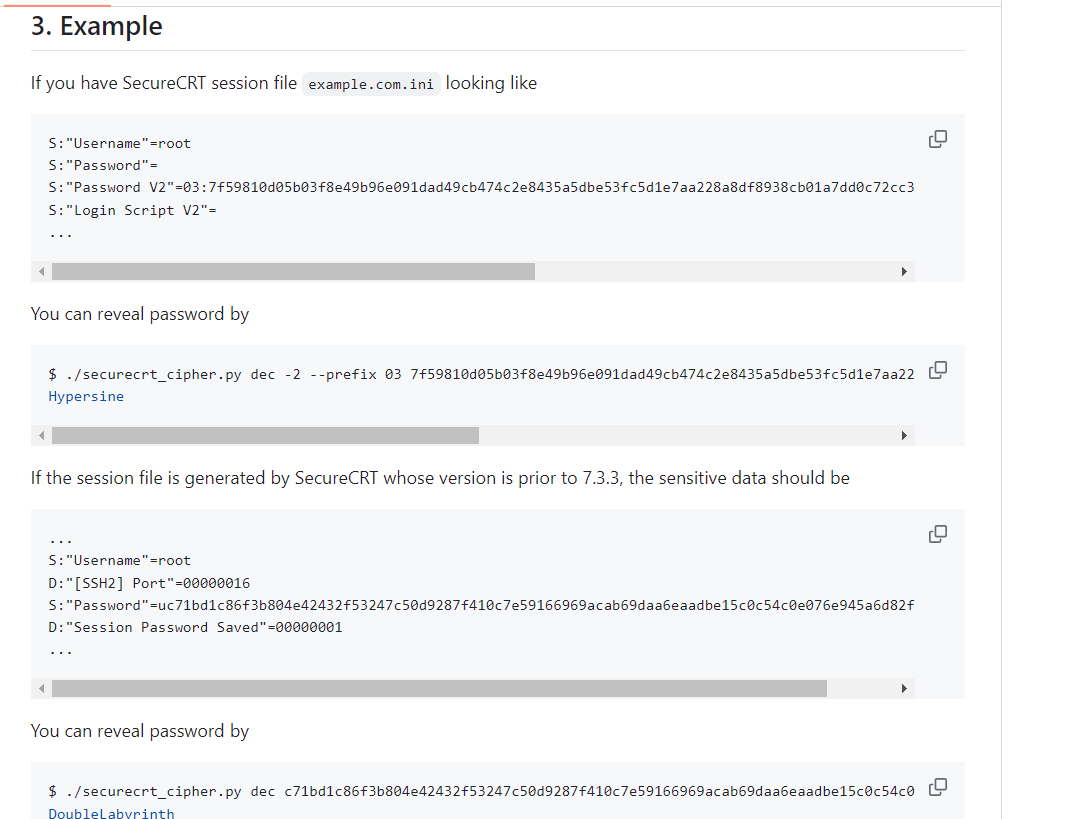 3. Example
If you have SecureCRT session file example.com.ini looking like
S:"Username"=root
S:"Password"=
S:"Password V2"=03:7f59810d05b03f8e49b96e091dad49cb474c2e8435a5dbe53fc5d1e7aa228a8df8938cb01a7dd0c72cc3
S:"Login Script V2"=
...
You can reveal password by
$ ./securecrt_cipher.py dec -2 --prefix 03 7f59810d05b03f8e49b96e091dad49cb474c2e8435a5dbe53fc5d1e7aa22
Hypersine
If the session file is generated by SecureCRT whose version is prior to 7.3.3, the sensitive data should be
...
S:"Username"=root
D:"[SSH2] Port"=00000016
S:"Password"=uc71bd1c86f3b804e42432f53247c50d9287f410c7e59166969acab69daa6eaadbe15c0c54c0e076e945a6d82f
D:"Session Password Saved"=00000001
...
You can reveal password by
$ ./securecrt_cipher.py dec c71bd1c86f3b804e42432f53247c50d9287f410c7e59166969acab69daa6eaadbe15c0c54c0
DoubleLabyrinth